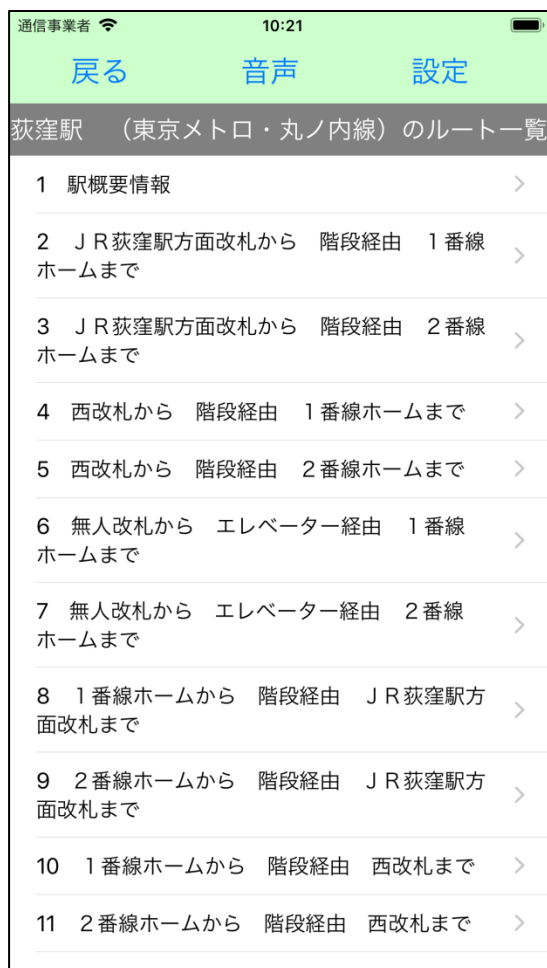 通信事業者 10:21
戻る 音声 設定
荻窪駅　（東京メトロ・丸ノ内線）のルート一覧
1　駅概要情報
2　ＪＲ荻窪駅方面改札から　階段経由　１番線
ホームまで
3　ＪＲ荻窪駅方面改札から　階段経由　２番線
ホームまで
4　西改札から　階段経由　１番線ホームまで
5　西改札から　階段経由　２番線ホームまで
6　無人改札から　エレベーター経由　１番線
ホームまで
7　無人改札から　エレベーター経由　２番線
ホームまで
8　１番線ホームから　階段経由　ＪＲ荻窪駅方
面改札まで
9　２番線ホームから　階段経由　ＪＲ荻窪駅方
面改札まで
10　１番線ホームから　階段経由　西改札まで
11　２番線ホームから　階段経由　西改札まで